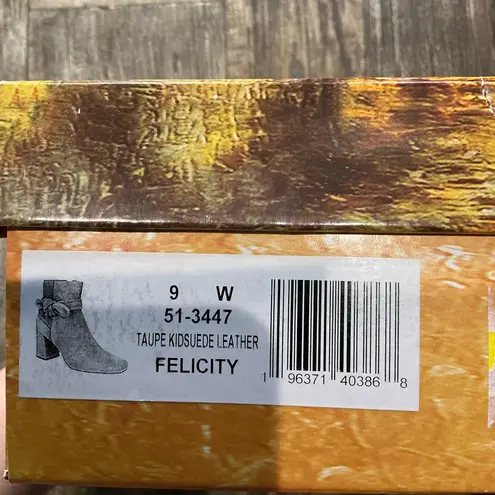 9 W
51-3447
TAUPE KIDSUEDE LEATHER
FELICITY
1 96371 40386 8